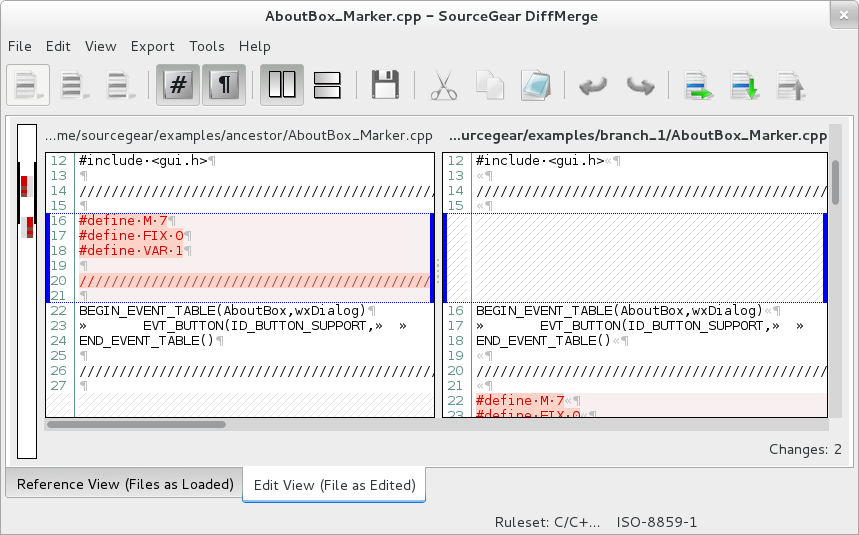 AboutBox_Marker.cpp – SourceGear DiffMerge
File Edit View Export Tools Help
# ¶
...me/sourcegear/examples/ancestor/AboutBox_Marker.cpp
12 #include·<gui.h>¶
13 ¶
14 ////////////////////////////////////////////
15 ¶
16 #define·M·7¶
17 #define·FIX·0¶
18 #define·VAR·1¶
19 ¶
20 ////////////////////////////////////////////
21 ¶
22 BEGIN_EVENT_TABLE(AboutBox,wxDialog)¶
23 » EVT_BUTTON(ID_BUTTON_SUPPORT,» »
24 END_EVENT_TABLE()¶
25 ¶
26 ////////////////////////////////////////////
27 ¶
...urcegear/examples/branch_1/AboutBox_Marker.cpp
12 #include·<gui.h>«¶
13 «¶
14 ////////////////////////////////////////////
15 «¶
16 BEGIN_EVENT_TABLE(AboutBox,wxDialog)«¶
17 » EVT_BUTTON(ID_BUTTON_SUPPORT,» »
18 END_EVENT_TABLE()«¶
19 «¶
20 ////////////////////////////////////////////
21 «¶
22 #define·M·7«¶
23 #define·FIX·0«¶
Changes: 2
Reference View (Files as Loaded) Edit View (File as Edited)
Ruleset: C/C+... ISO-8859-1